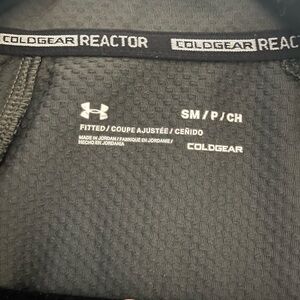 COLDGEAR REACTOR COLDGEAR REAC
SM / P / CH
FITTED / COUPE AJUSTÉE / CEÑIDO
MADE IN JORDAN / FABRIQUÉ EN JORDANIE /
HECHO EN JORDANIA
COLDGEAR